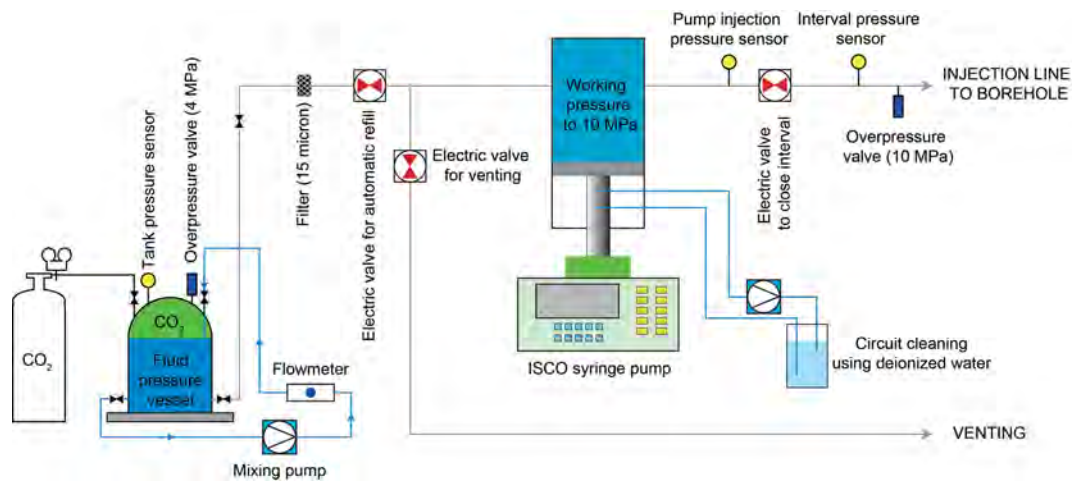 Pump injection
pressure sensor
Interval pressure
sensor
Working
pressure
to 10 MPa
INJECTION LINE
TO BOREHOLE
Overpressure
valve (10 MPa)
Electric valve
to close interval
Electric valve
for venting
Electric valve for automatic refill
Filter (15 micron)
Overpressure valve (4 MPa)
Tank pressure sensor
CO₂
CO₂
Fluid
pressure
vessel
Flowmeter
Mixing pump
ISCO syringe pump
Circuit cleaning
using deionized water
VENTING